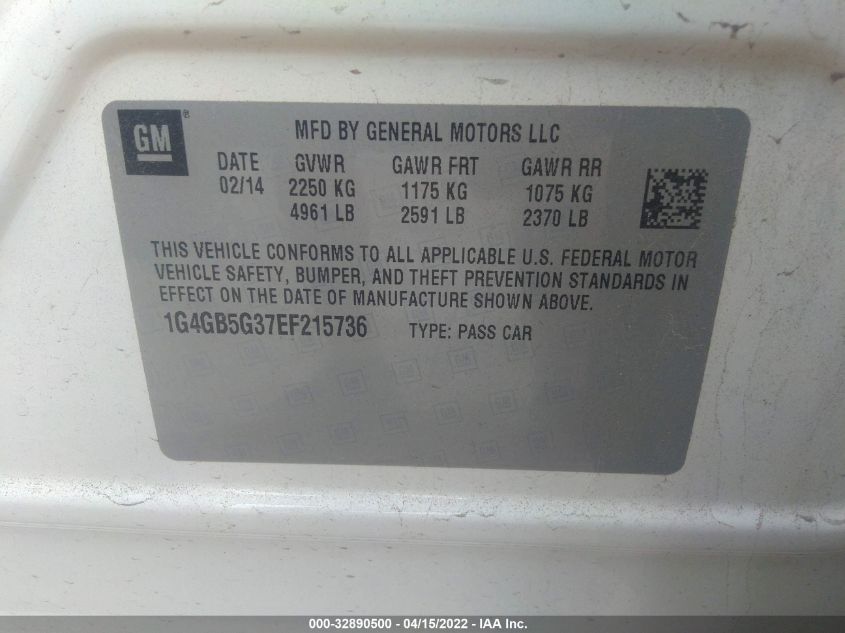 GM ®
MFD BY GENERAL MOTORS LLC
DATE GVWR GAWR FRT GAWR RR
02/14 2250 KG 1175 KG 1075 KG
4961 LB 2591 LB 2370 LB
THIS VEHICLE CONFORMS TO ALL APPLICABLE U.S. FEDERAL MOTOR
VEHICLE SAFETY, BUMPER, AND THEFT PREVENTION STANDARDS IN
EFFECT ON THE DATE OF MANUFACTURE SHOWN ABOVE.
1G4GB5G37EF215736 TYPE: PASS CAR
000-32890500 - 04/15/2022 - IAA Inc.